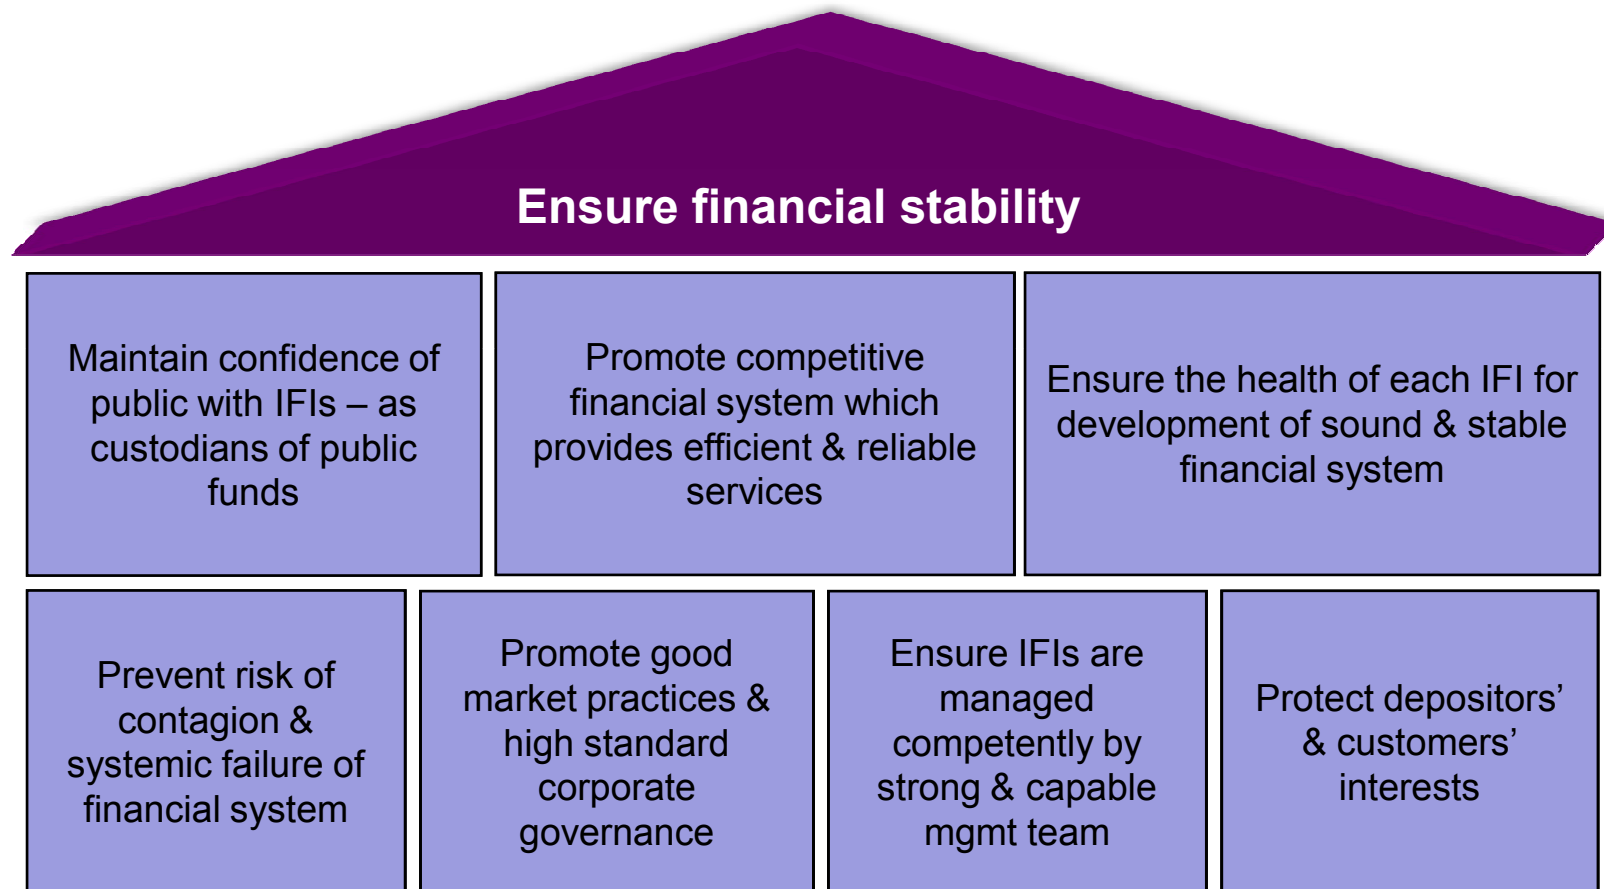 Ensure financial stability
Maintain confidence of
public with IFIs – as
custodians of public
funds
Promote competitive
financial system which
provides efficient & reliable
services
Ensure the health of each IFI for
development of sound & stable
financial system
Prevent risk of
contagion &
systemic failure of
financial system
Promote good
market practices &
high standard
corporate
governance
Ensure IFIs are
managed
competently by
strong & capable
mgmt team
Protect depositors’
& customers’
interests